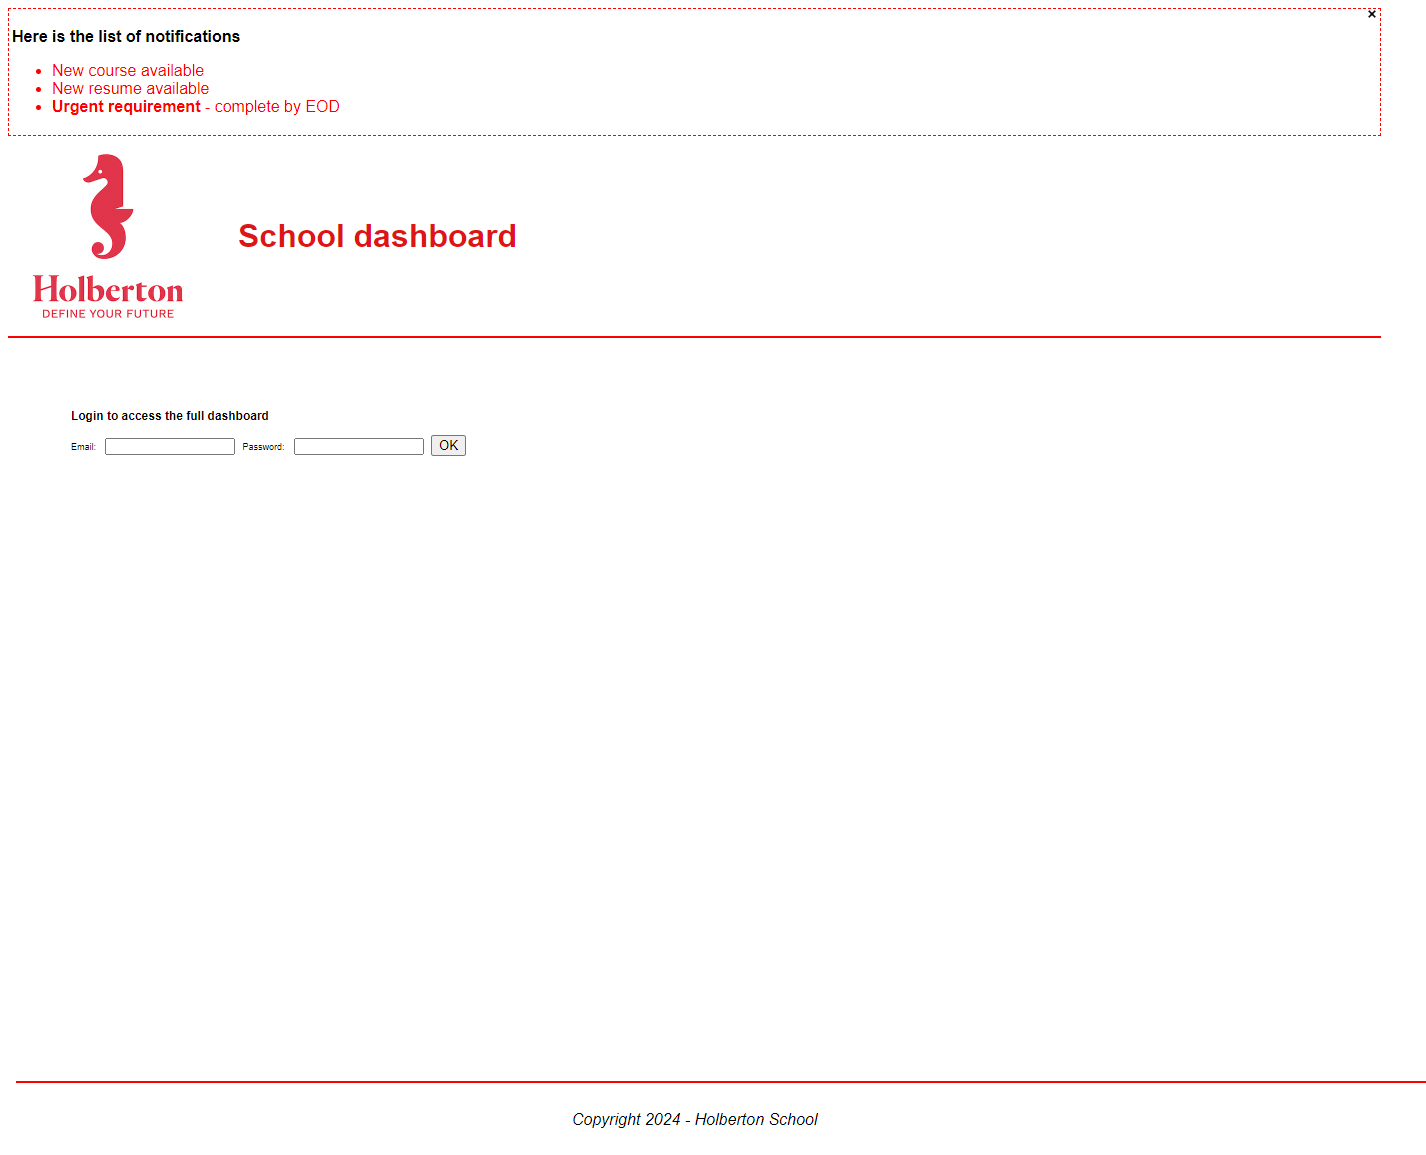 ×
Here is the list of notifications
New course available
New resume available
Urgent requirement - complete by EOD
School dashboard
Holberton
DEFINE YOUR FUTURE
Login to access the full dashboard
Email: Password: OK
Copyright 2024 - Holberton School